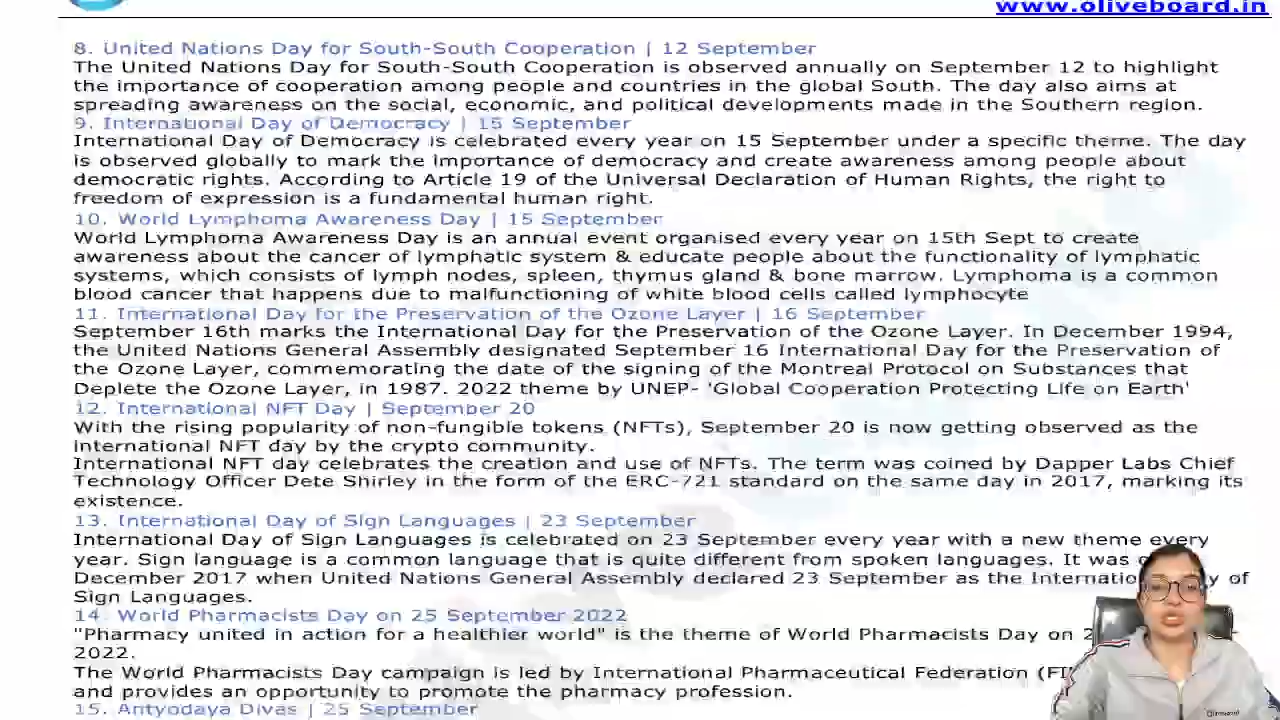 www.oliveboard.in
8. United Nations Day for South-South Cooperation | 12 September
The United Nations Day for South-South Cooperation is observed annually on September 12 to highlight
the importance of cooperation among people and countries in the global South. The day also aims at
spreading awareness on the social, economic, and political developments made in the Southern region.
9. International Day of Democracy | 15 September
International Day of Democracy is celebrated every year on 15 September under a specific theme. The day
is observed globally to mark the importance of democracy and create awareness among people about
democratic rights. According to Article 19 of the Universal Declaration of Human Rights, the right to
freedom of expression is a fundamental human right.
10. World Lymphoma Awareness Day | 15 September
World Lymphoma Awareness Day is an annual event organised every year on 15th Sept to create
awareness about the cancer of lymphatic system & educate people about the functionality of lymphatic
systems, which consists of lymph nodes, spleen, thymus gland & bone marrow. Lymphoma is a common
blood cancer that happens due to malfunctioning of white blood cells called lymphocyte
11. International Day for the Preservation of the Ozone Layer | 16 September
September 16th marks the International Day for the Preservation of the Ozone Layer. In December 1994,
the United Nations General Assembly designated September 16 International Day for the Preservation of
the Ozone Layer, commemorating the date of the signing of the Montreal Protocol on Substances that
Deplete the Ozone Layer, in 1987. 2022 theme by UNEP- 'Global Cooperation Protecting Life on Earth'
12. International NFT Day | September 20
With the rising popularity of non-fungible tokens (NFTs), September 20 is now getting observed as the
International NFT day by the crypto community.
International NFT day celebrates the creation and use of NFTs. The term was coined by Dapper Labs Chief
Technology Officer Dete Shirley in the form of the ERC-721 standard on the same day in 2017, marking its
existence.
13. International Day of Sign Languages | 23 September
International Day of Sign Languages is celebrated on 23 September every year with a new theme every
year. Sign language is a common language that is quite different from spoken languages. It was
December 2017 when United Nations General Assembly declared 23 September as the of
Sign Languages.
14. World Pharmacists Day on 25 September 2022
"Pharmacy united in action for a healthier world" is the theme of World Pharmacists Day on
2022.
The World Pharmacists Day campaign is led by International Pharmaceutical Federation
and provides an opportunity to promote the pharmacy profession.
15. Antyodaya Divas | 25 September